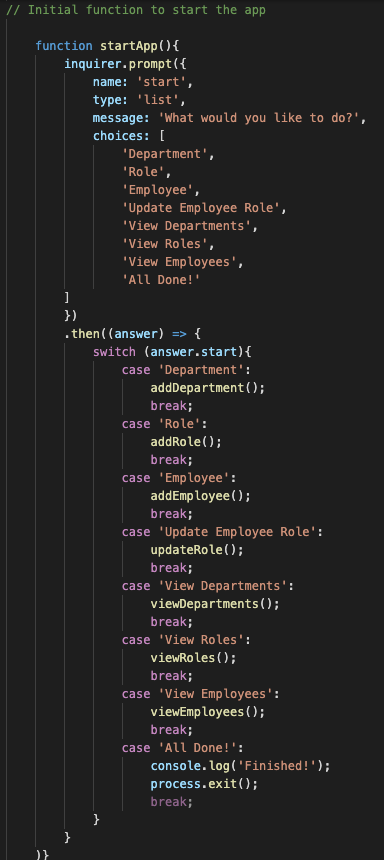 // Initial function to start the app
function startApp(){
inquirer.prompt({
name: 'start',
type: 'list',
message: 'What would you like to do?',
choices: [
'Department',
'Role',
'Employee',
'Update Employee Role',
'View Departments',
'View Roles',
'View Employees',
'All Done!'
]
})
.then((answer) => {
switch (answer.start){
case 'Department':
addDepartment();
break;
case 'Role':
addRole();
break;
case 'Employee':
addEmployee();
break;
case 'Update Employee Role':
updateRole();
break;
case 'View Departments':
viewDepartments();
break;
case 'View Roles':
viewRoles();
break;
case 'View Employees':
viewEmployees();
break;
case 'All Done!':
console.log('Finished!');
process.exit();
break;
}
}
)}